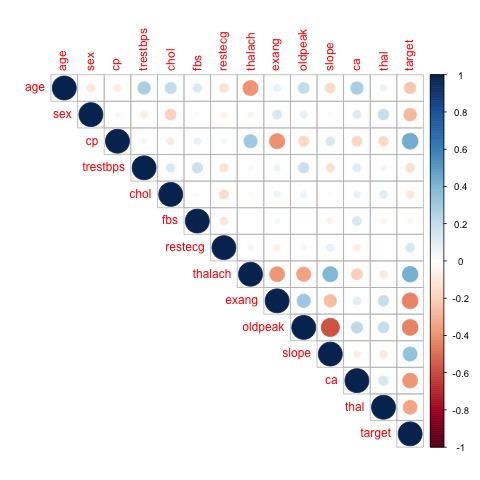 age
sex
cp
trestbps
chol
fbs
restecg
thalach
exang
oldpeak
slope
ca
thal
target
age
sex
cp
trestbps
chol
fbs
restecg
thalach
exang
oldpeak
slope
ca
thal
target
1
0.8
0.6
0.4
0.2
0
-0.2
-0.4
-0.6
-0.8
-1